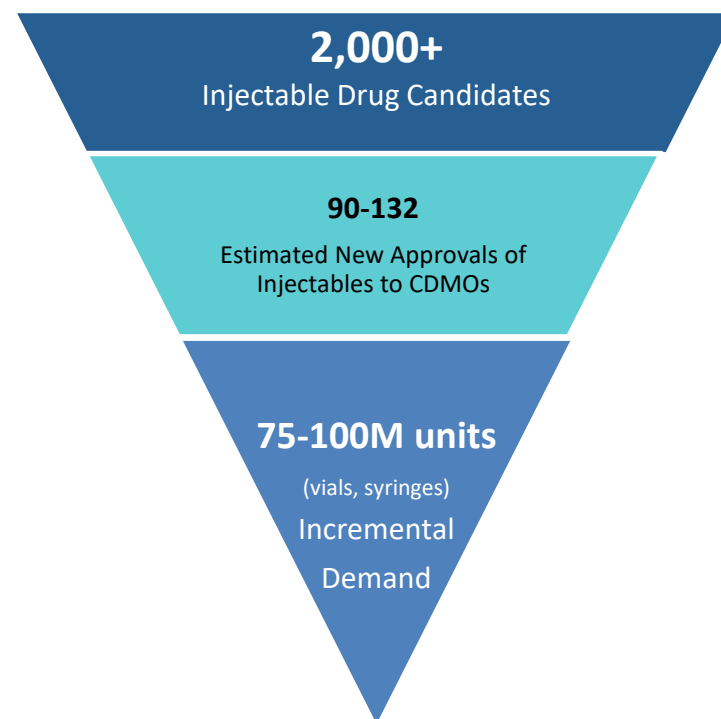 2,000+
Injectable Drug Candidates
90-132
Estimated New Approvals of
Injectables to CDMOs
75-100M units
(vials, syringes)
Incremental
Demand